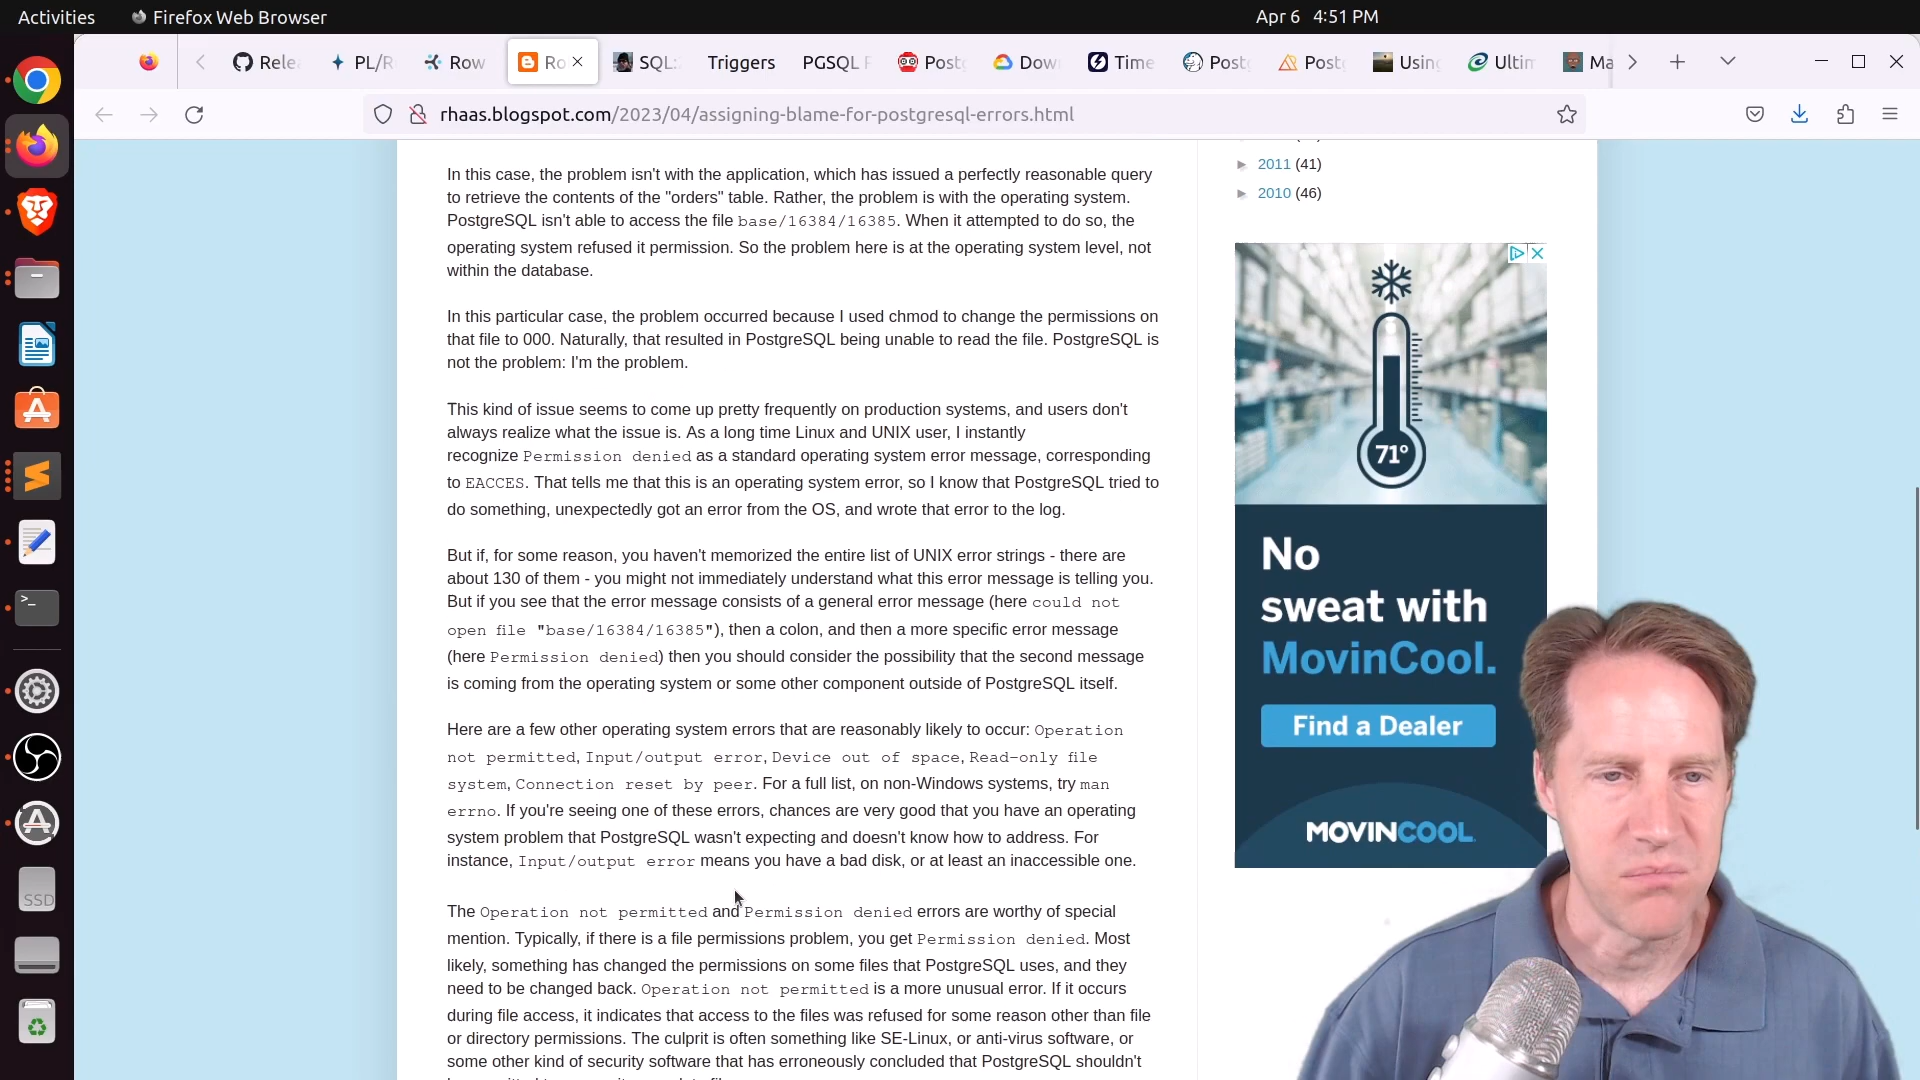 Activities
Firefox Web Browser
Apr 6 4:51 PM
Rele
PL/R
Row
Ro
SQL:
Triggers
PGSQL
Post
Dow
Time
Post
Post
Usin
Ultim
Ma
rhaas.blogspot.com/2023/04/assigning-blame-for-postgresql-errors.html
In this case, the problem isn't with the application, which has issued a perfectly reasonable query
to retrieve the contents of the "orders" table. Rather, the problem is with the operating system.
PostgreSQL isn't able to access the file base/16384/16385. When it attempted to do so, the
operating system refused it permission. So the problem here is at the operating system level, not
within the database.
In this particular case, the problem occurred because I used chmod to change the permissions on
that file to 000. Naturally, that resulted in PostgreSQL being unable to read the file. PostgreSQL is
not the problem: I'm the problem.
This kind of issue seems to come up pretty frequently on production systems, and users don't
always realize what the issue is. As a long time Linux and UNIX user, I instantly
recognize Permission denied as a standard operating system error message, corresponding
to EACCES. That tells me that this is an operating system error, so I know that PostgreSQL tried to
do something, unexpectedly got an error from the OS, and wrote that error to the log.
But if, for some reason, you haven't memorized the entire list of UNIX error strings - there are
about 130 of them - you might not immediately understand what this error message is telling you.
But if you see that the error message consists of a general error message (here could not
open file "base/16384/16385"), then a colon, and then a more specific error message
(here Permission denied) then you should consider the possibility that the second message
is coming from the operating system or some other component outside of PostgreSQL itself.
Here are a few other operating system errors that are reasonably likely to occur: Operation
not permitted, Input/output error, Device out of space, Read-only file
system, Connection reset by peer. For a full list, on non-Windows systems, try man
errno. If you're seeing one of these errors, chances are very good that you have an operating
system problem that PostgreSQL wasn't expecting and doesn't know how to address. For
instance, Input/output error means you have a bad disk, or at least an inaccessible one.
The Operation not permitted and Permission denied errors are worthy of special
mention. Typically, if there is a file permissions problem, you get Permission denied. Most
likely, something has changed the permissions on some files that PostgreSQL uses, and they
need to be changed back. Operation not permitted is a more unusual error. If it occurs
during file access, it indicates that access to the files was refused for some reason other than file
or directory permissions. The culprit is often something like SE-Linux, or anti-virus software, or
some other kind of security software that has erroneously concluded that PostgreSQL shouldn't
► 2011 (41)
► 2010 (46)
71°
No
sweat with
MovinCool.
Find a Dealer
MOVINCOOL
SSD